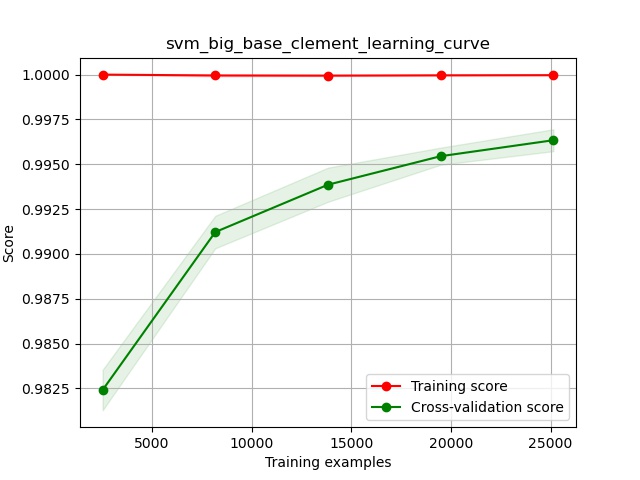 svm_big_base_clement_learning_curve
1.0000
0.9975
0.9950
0.9925
0.9900
0.9875
0.9850
0.9825
Score
5000
10000
15000
20000
25000
Training examples
Training score
Cross-validation score